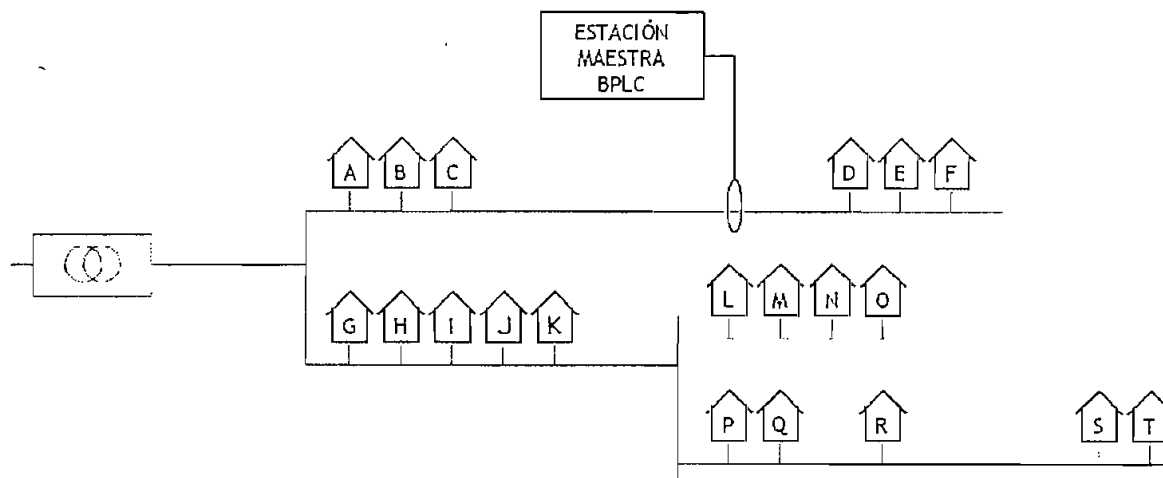 ESTACIÓN
MAESTRA
BPLC
A B C
D E F
L M N O
G H I J K
P Q R S T